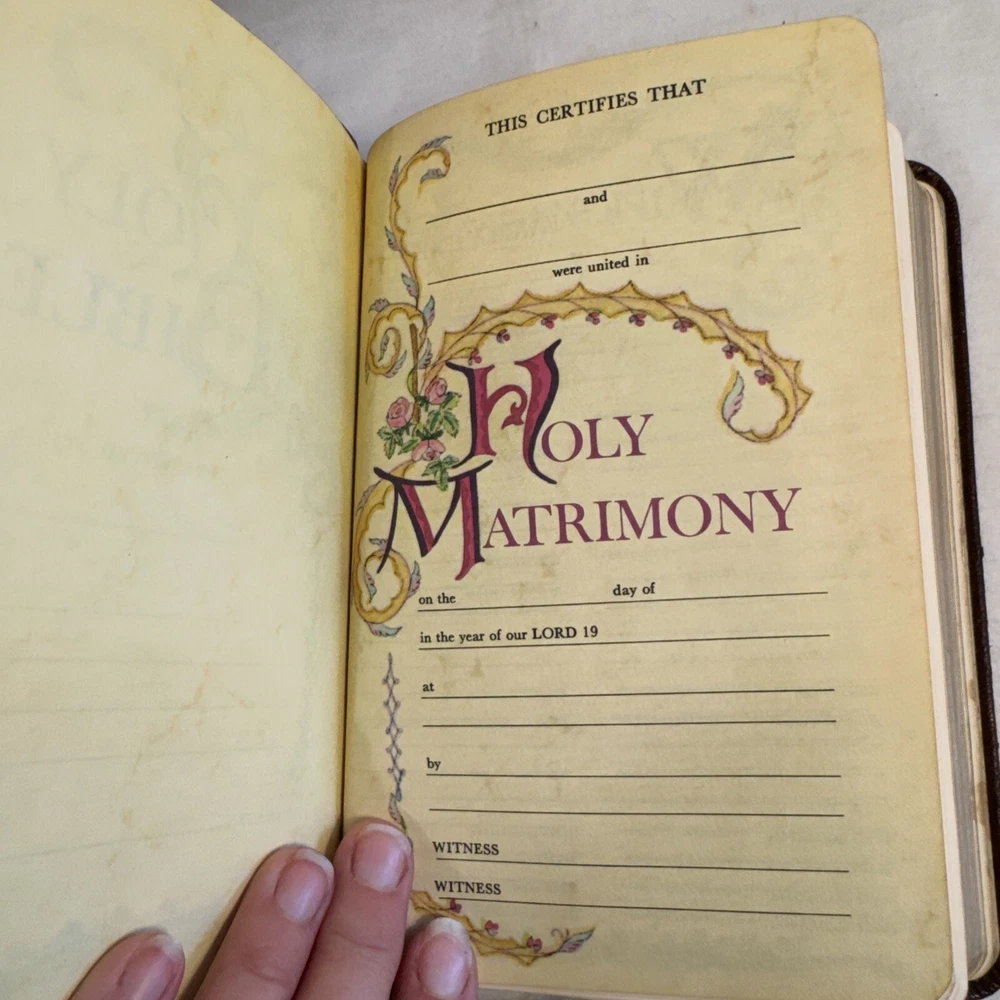 THIS CERTIFIES THAT
and
were united in
HOLY
MATRIMONY
on the day of
in the year of our LORD 19
at
by
WITNESS
WITNESS